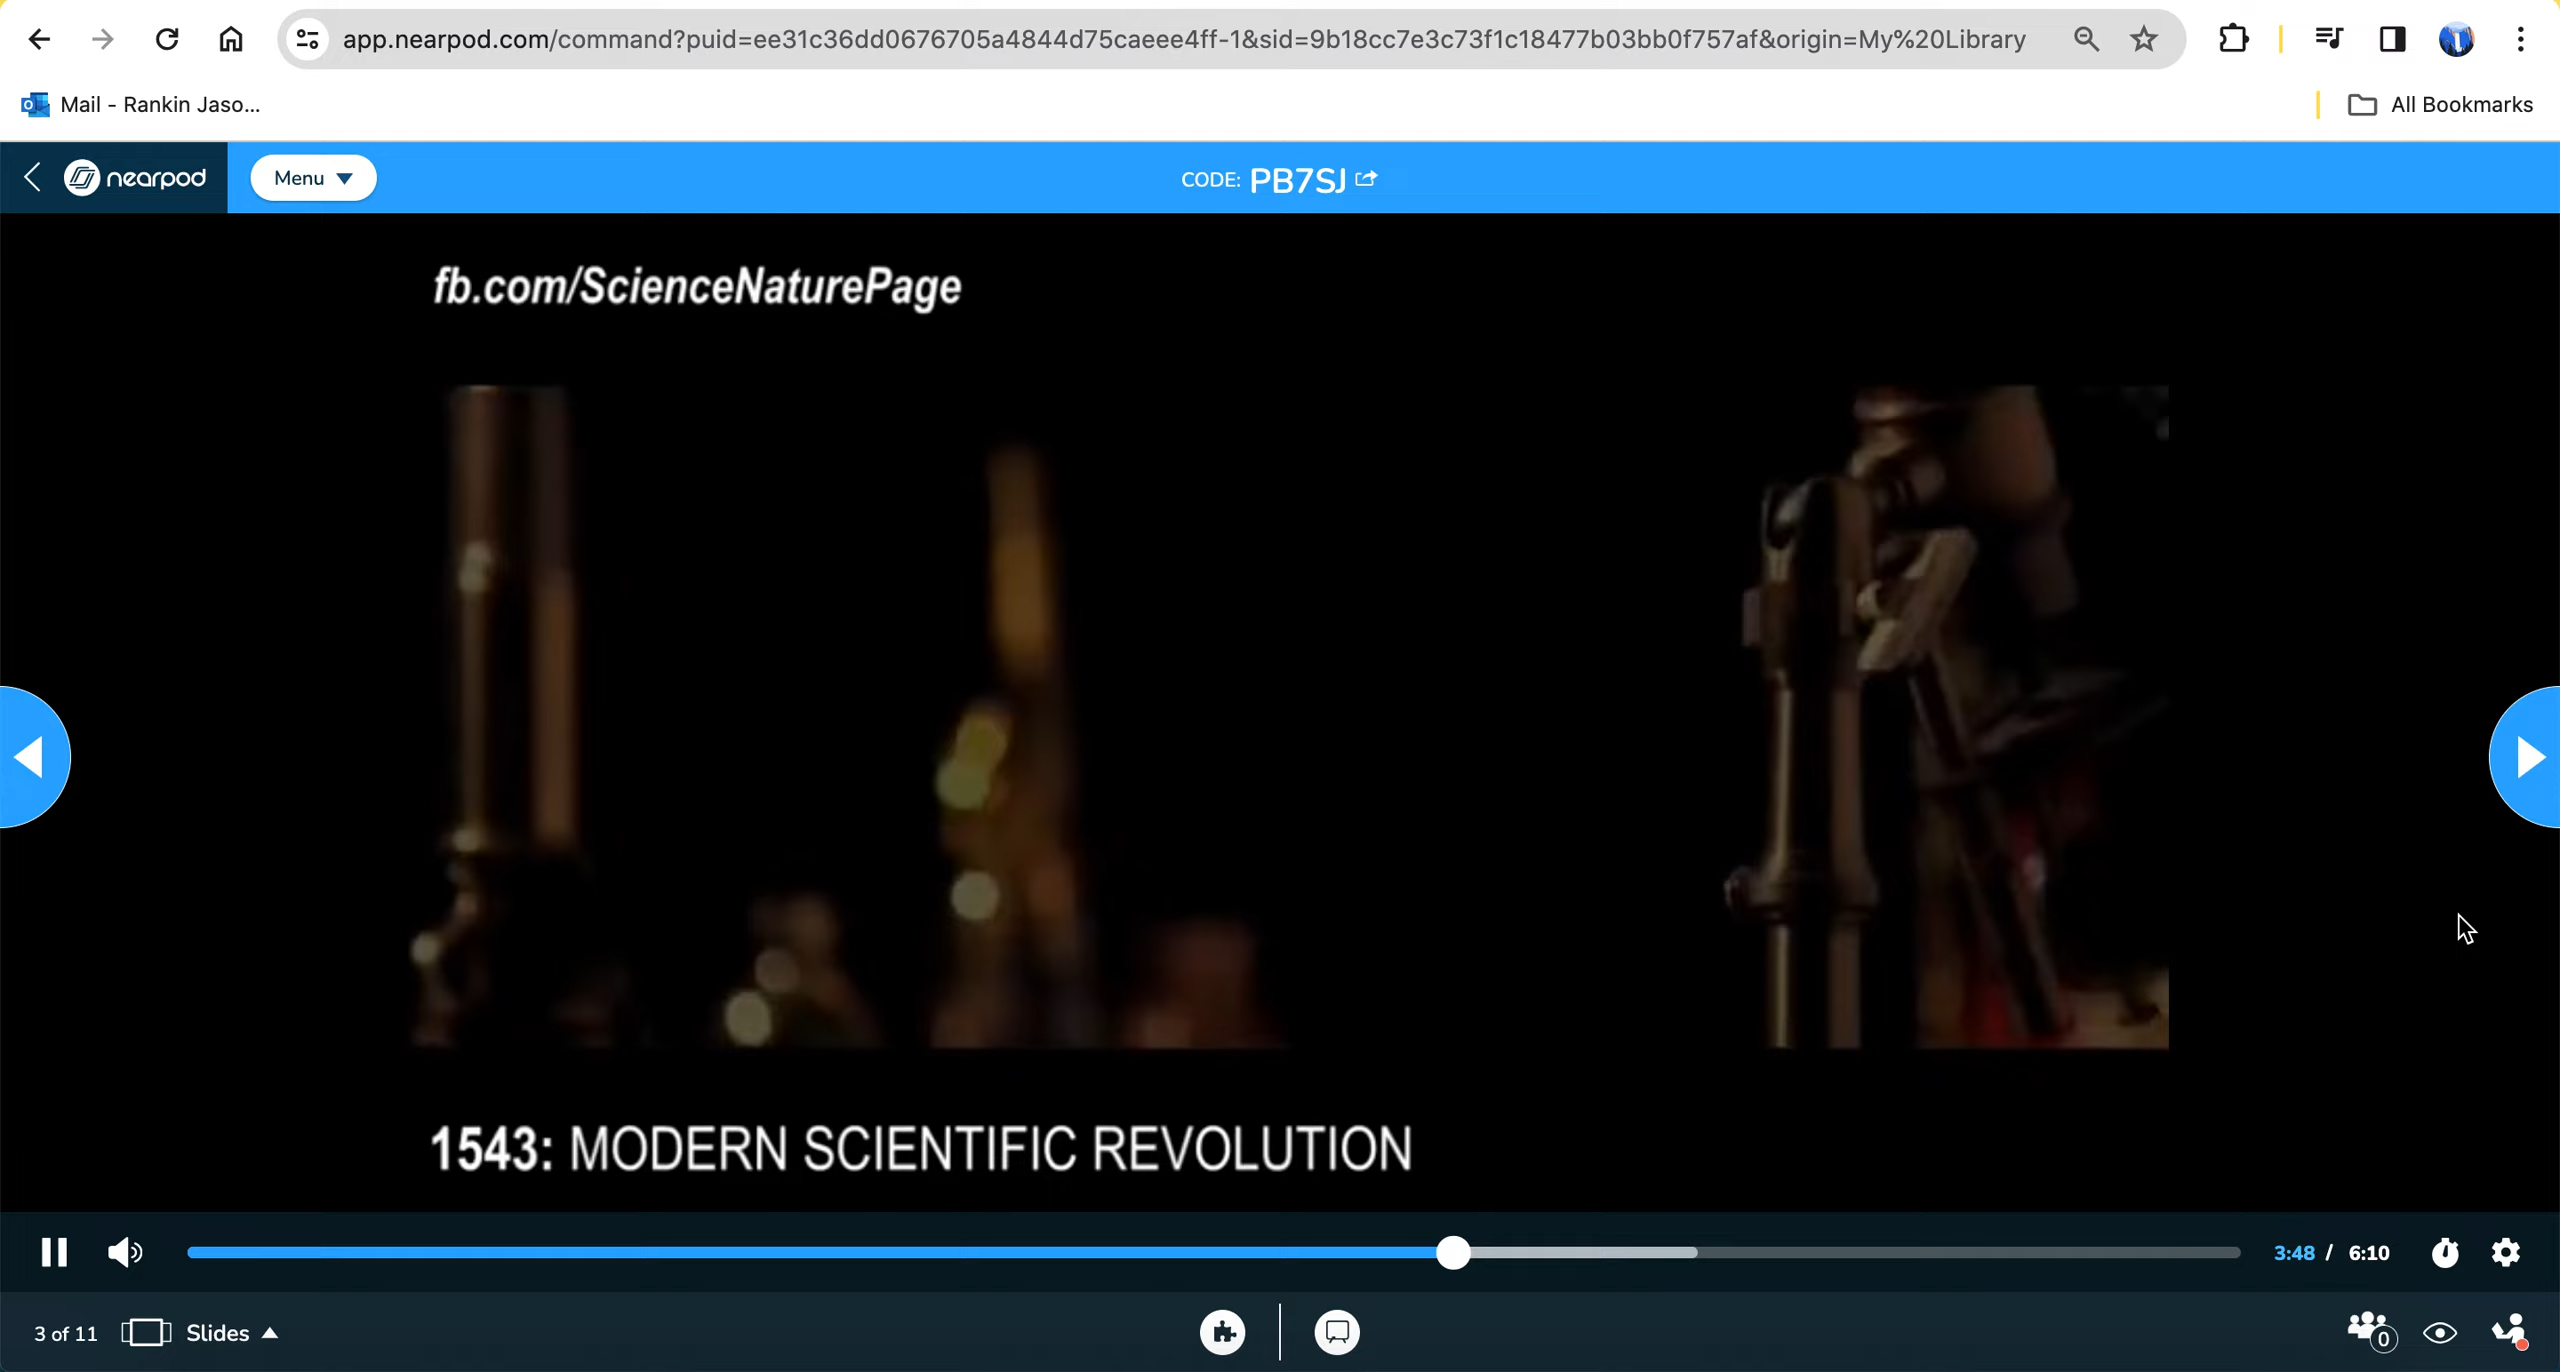 app.nearpod.com/command?puid=ee31c36dd0676705a4844d75caeee4ff-1&sid=9b18cc7e3c73f1c18477b03bb0f757af&origin=My%20Library
Mail - Rankin Jaso...
All Bookmarks
nearpod
Menu
CODE: PB7SJ
fb.com/ScienceNaturePage
1543: MODERN SCIENTIFIC REVOLUTION
3:48 / 6:10
3 of 11
Slides
0